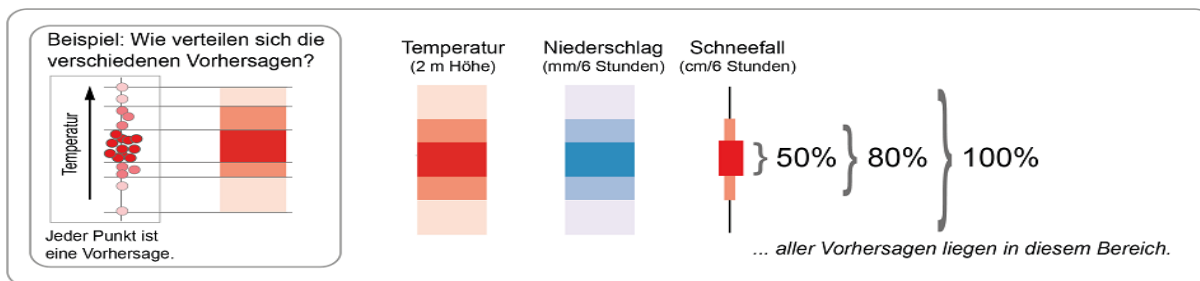 Beispiel: Wie verteilen sich die
verschiedenen Vorhersagen?
Temperatur
Jeder Punkt ist
eine Vorhersage.
Temperatur
(2 m Höhe)
Niederschlag
(mm/6 Stunden)
Schneefall
(cm/6 Stunden)
50%
80%
100%
... aller Vorhersagen liegen in diesem Bereich.